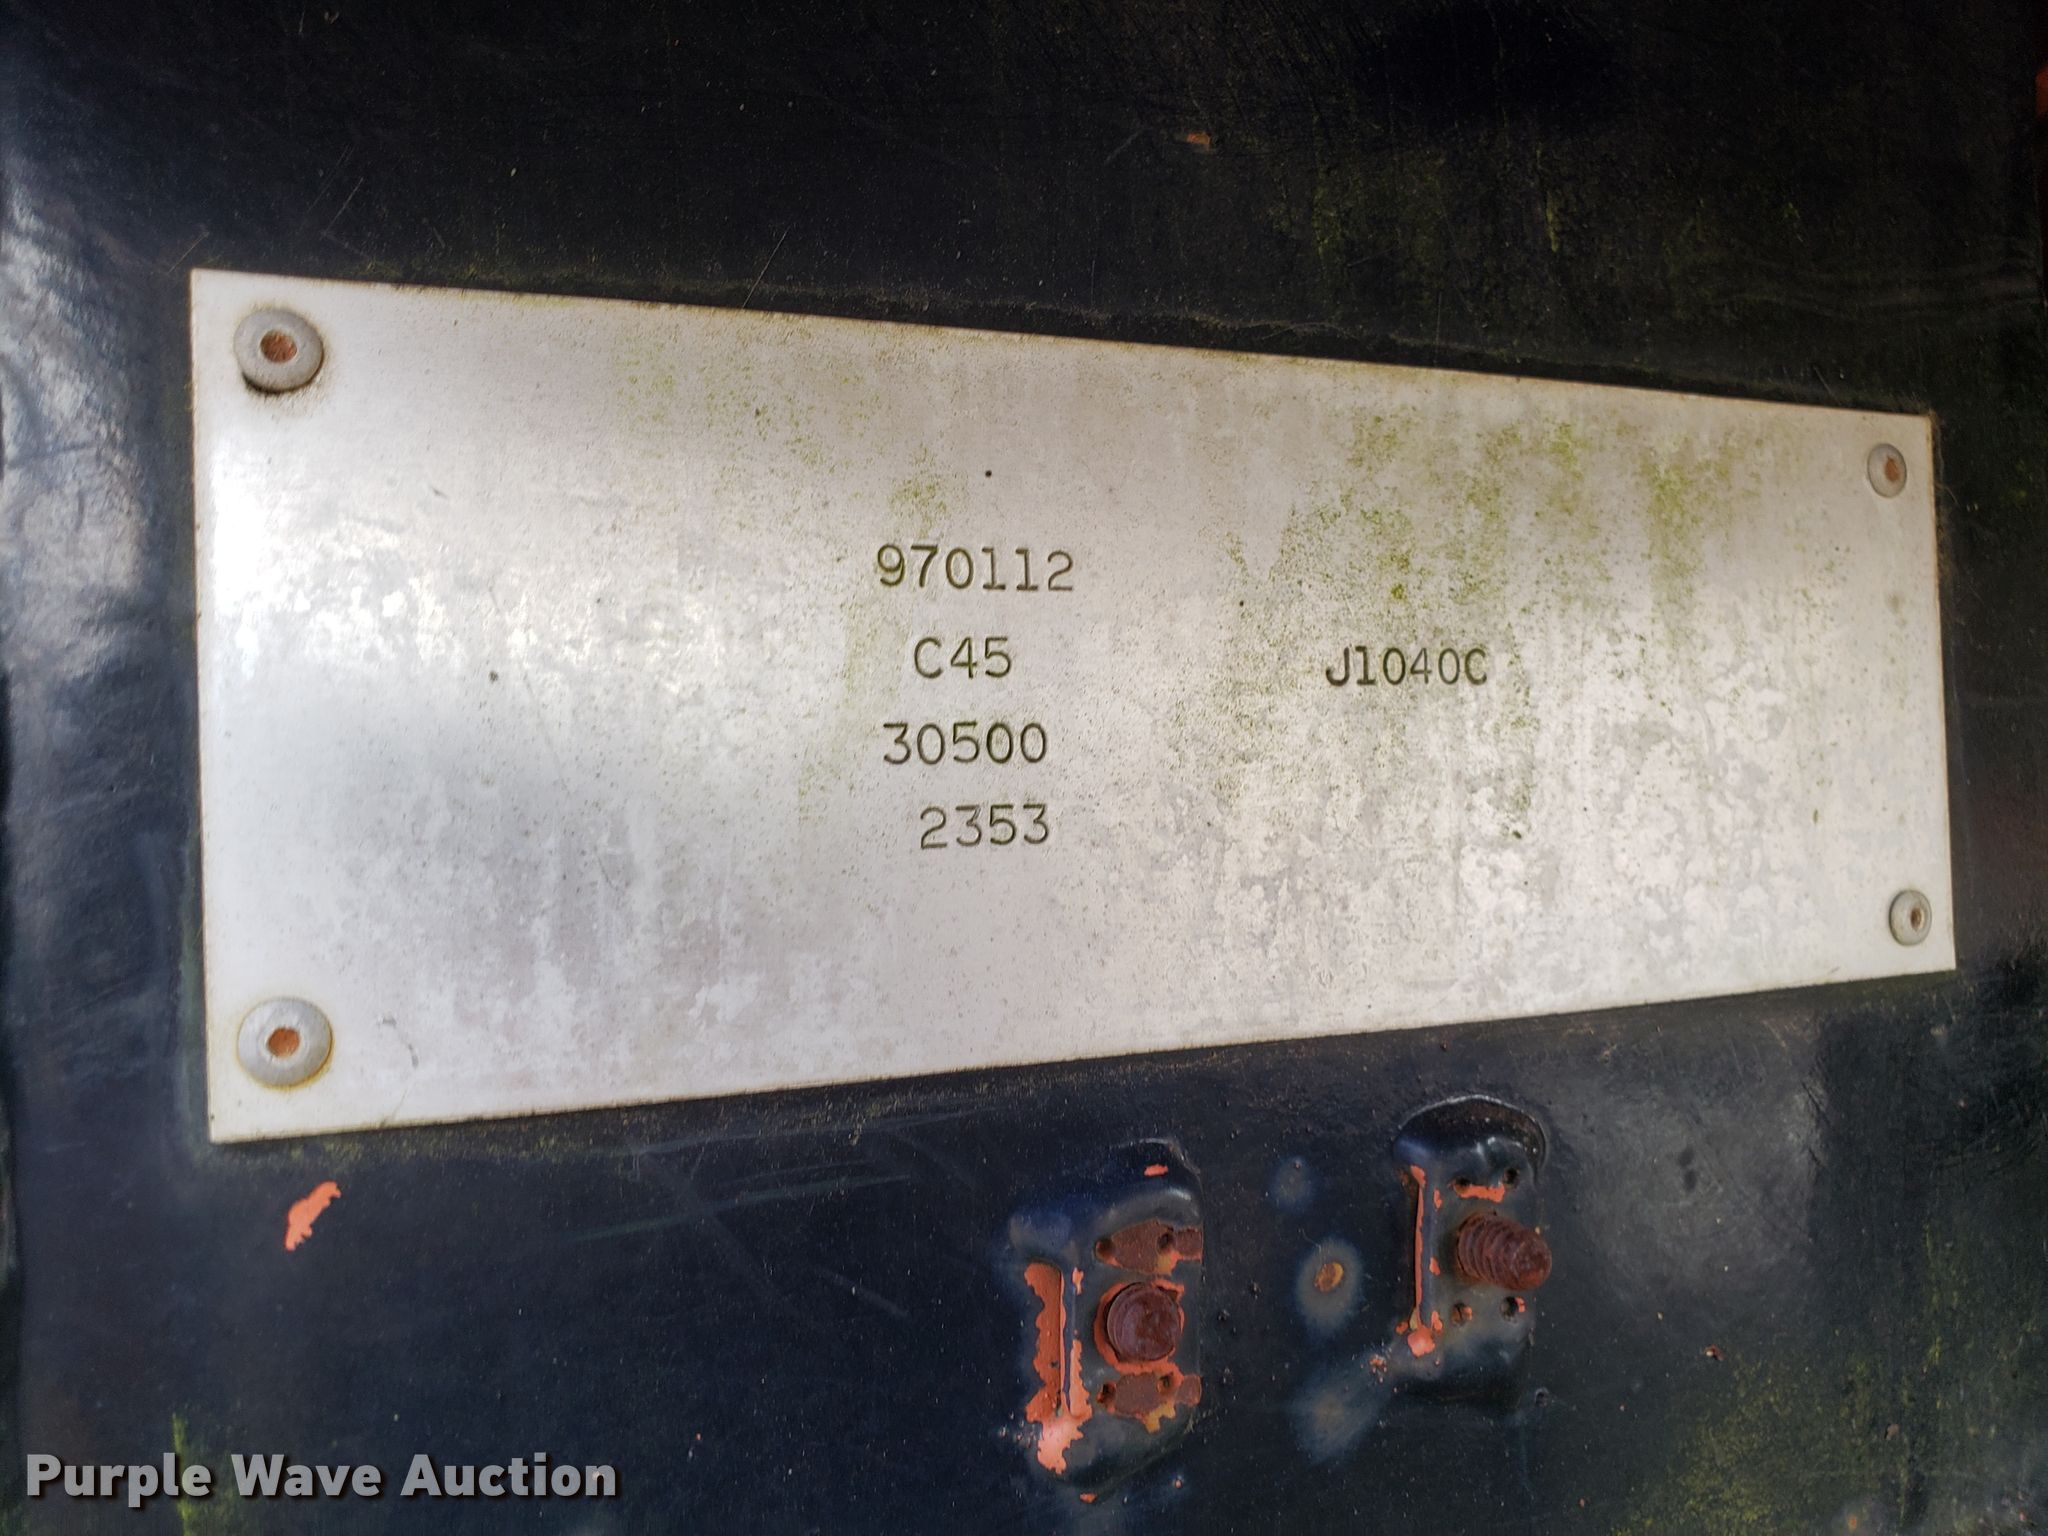 970112
C45 J1040C
30500
2353
Purple Wave Auction